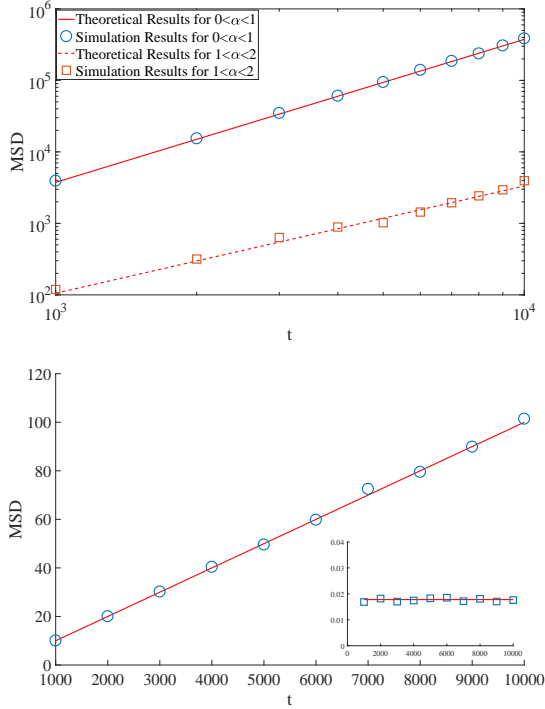 10^6
Theoretical Results for 0<α<1
Simulation Results for 0<α<1
Theoretical Results for 1<α<2
Simulation Results for 1<α<2
10^5
10^4
10^3
10^2
MSD
10^3
10^4
t
120
100
80
60
40
20
0
MSD
0.04
0.03
0.02
0.01
0
0 2000 4000 6000 8000 10000
1000 2000 3000 4000 5000 6000 7000 8000 9000 10000
t